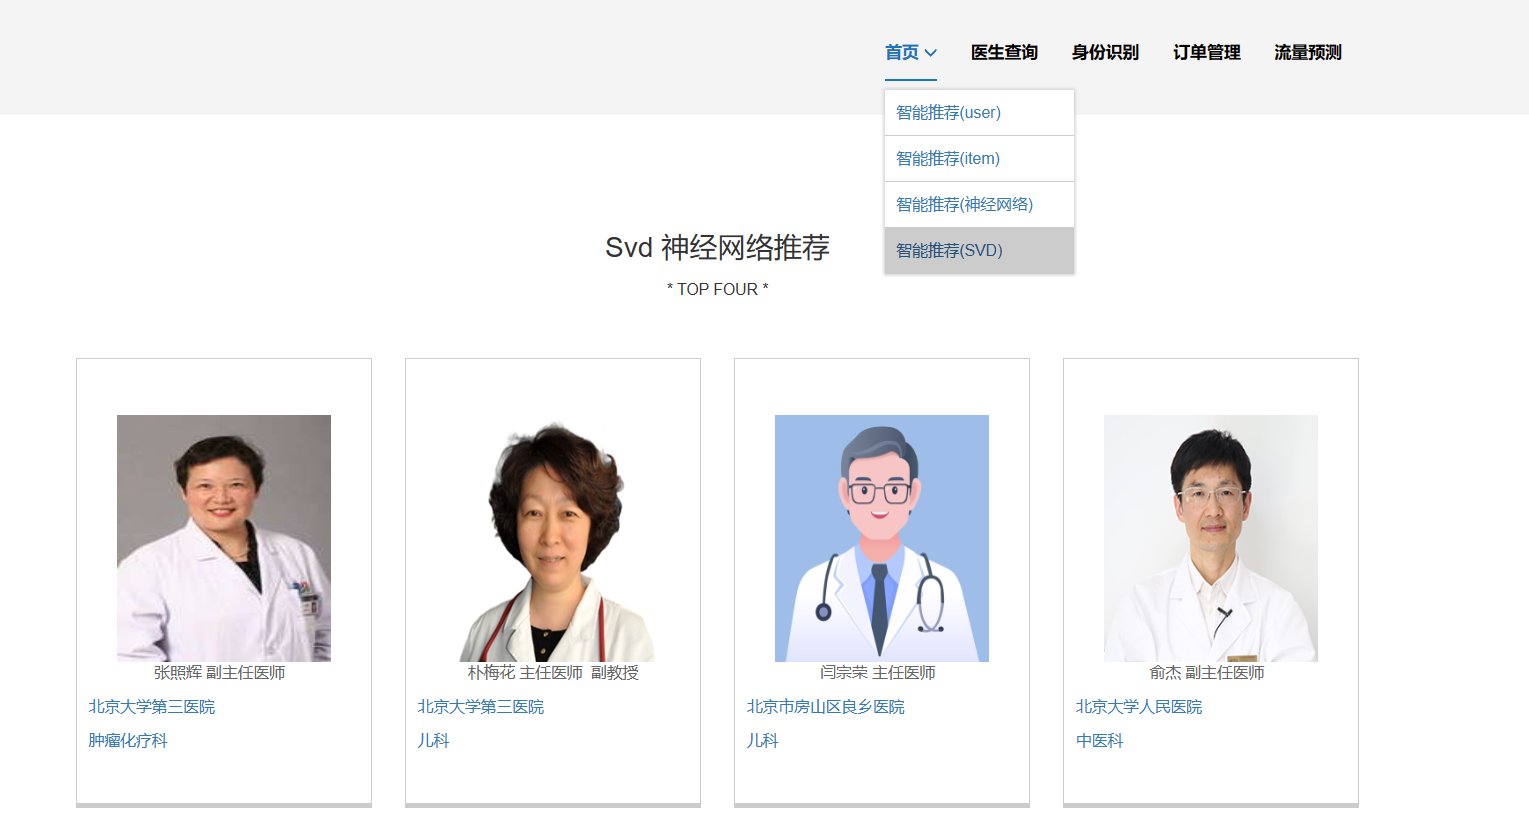 首页 医生查询 身份识别 订单管理 流量预测
智能推荐(user)
智能推荐(item)
智能推荐(神经网络)
智能推荐(SVD)
Svd 神经网络推荐
* TOP FOUR *
张照辉 副主任医师
北京大学第三医院
肿瘤化疗科
朴梅花 主任医师 副教授
北京大学第三医院
儿科
闫宗荣 主任医师
北京市房山区良乡医院
儿科
俞杰 副主任医师
北京大学人民医院
中医科